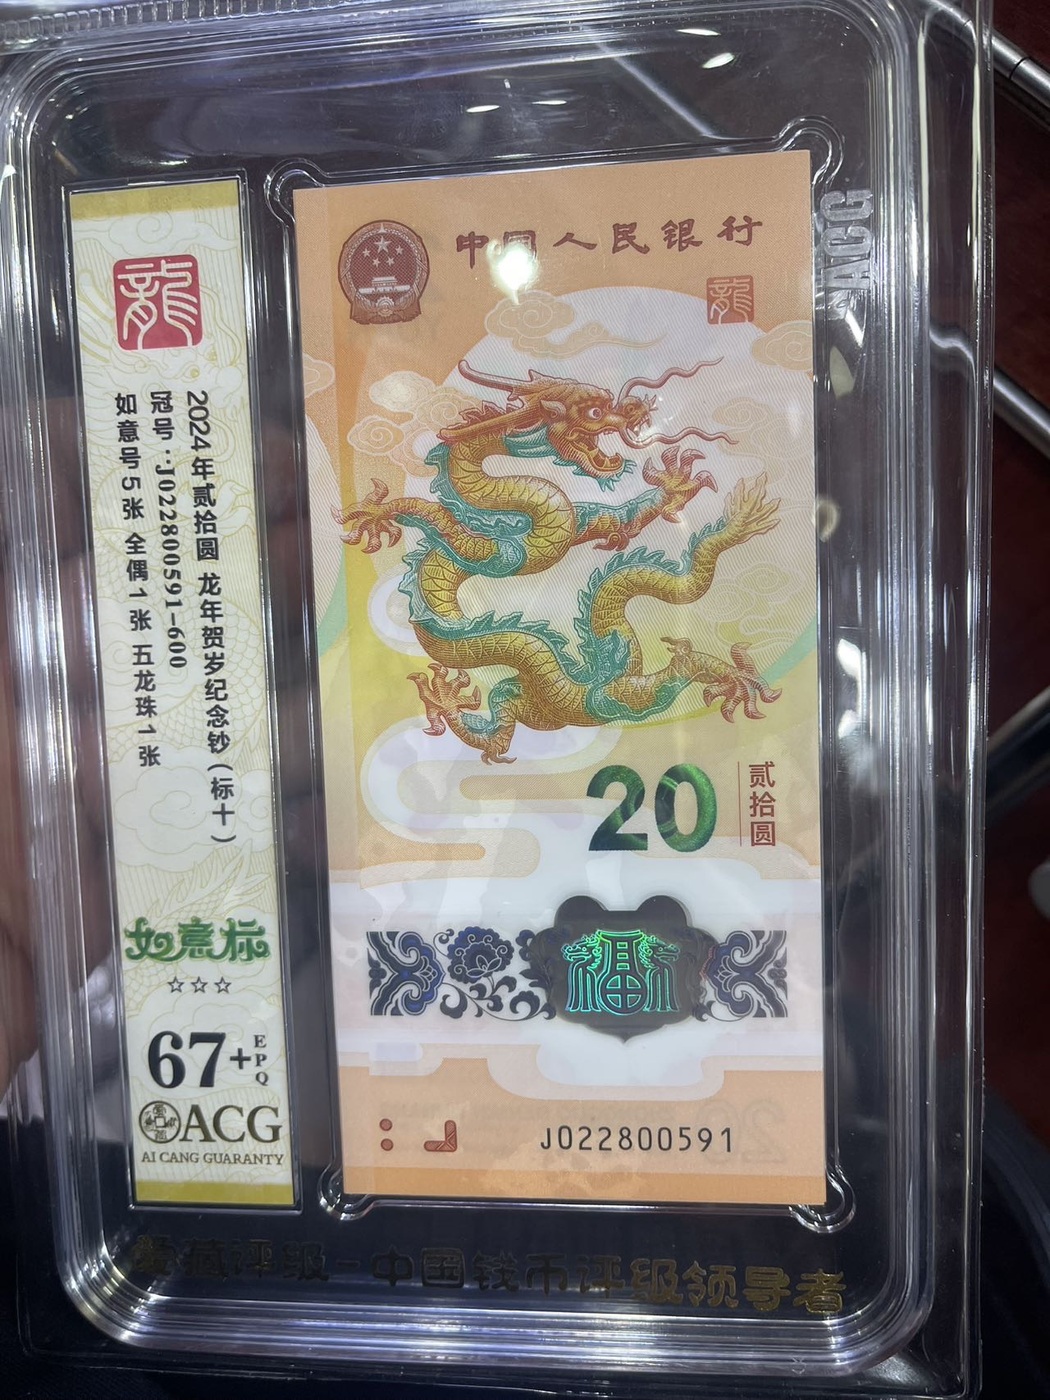 龍
2024年贰拾圆 龙年贺岁纪念钞(标十)
冠号:J022800591-600
如意号5张 全偶1张 五龙珠1张
如意标
☆☆☆
67+EPQ
ACG
AI CANG GUARANTY
中国人民银行
龍
20
贰拾圆
J022800591
ACG
藏评级-中国钱币评级领导者